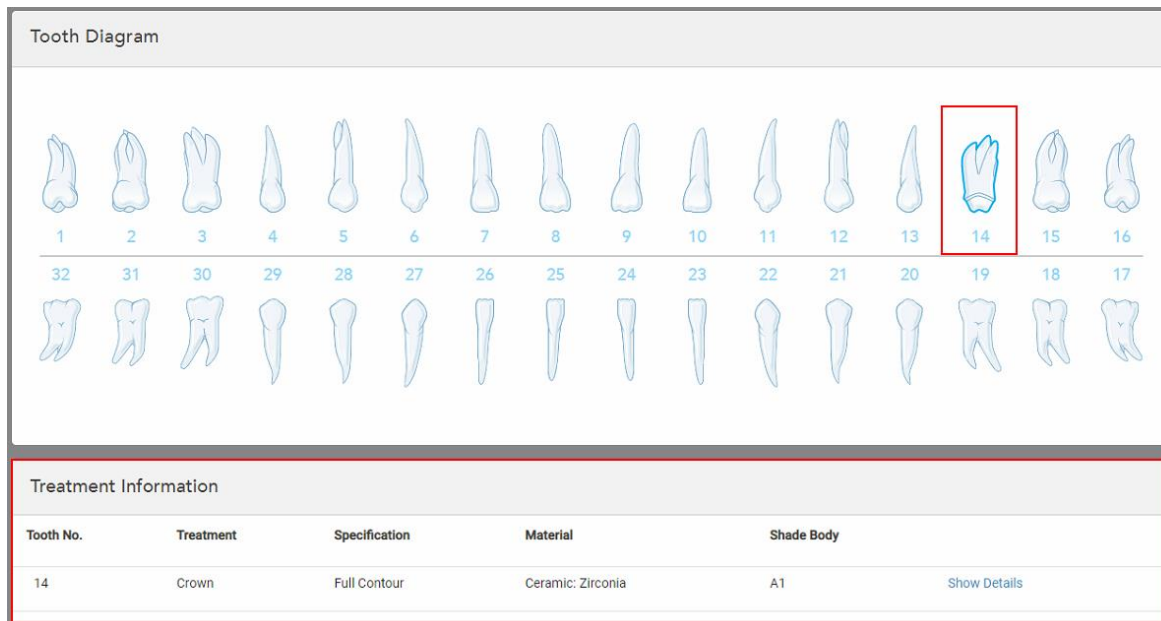 Tooth Diagram
1 2 3 4 5 6 7 8 9 10 11 12 13 14 15 16
32 31 30 29 28 27 26 25 24 23 22 21 20 19 18 17
Treatment Information
Tooth No. Treatment Specification Material Shade Body
14 Crown Full Contour Ceramic: Zirconia A1 Show Details